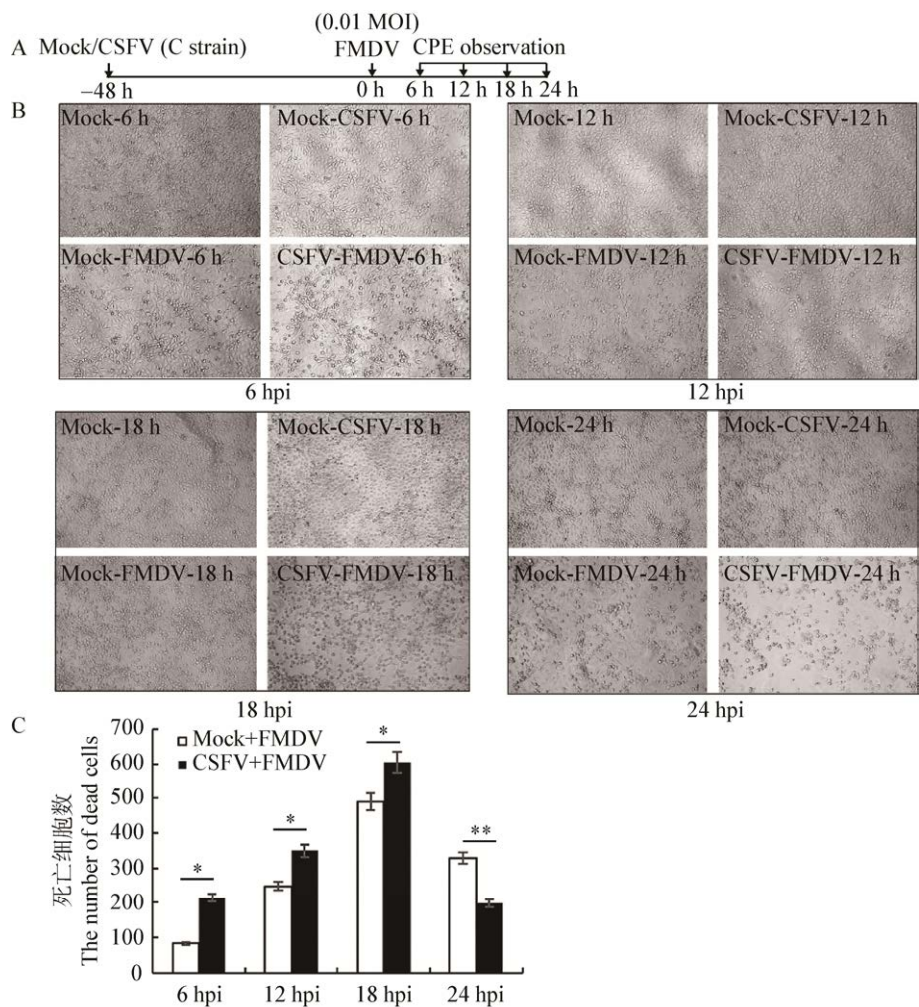 (0.01 MOI)
A Mock/CSFV (C strain) FMDV CPE observation
–48 h 0 h 6 h 12 h 18 h 24 h
B
Mock-6 h Mock-CSFV-6 h
Mock-FMDV-6 h CSFV-FMDV-6 h
6 hpi
Mock-12 h Mock-CSFV-12 h
Mock-FMDV-12 h CSFV-FMDV-12 h
12 hpi
Mock-18 h Mock-CSFV-18 h
Mock-FMDV-18 h CSFV-FMDV-18 h
18 hpi
Mock-24 h Mock-CSFV-24 h
Mock-FMDV-24 h CSFV-FMDV-24 h
24 hpi
C
死亡细胞数
The number of dead cells
700
600
500
400
300
200
100
0
Mock+FMDV
CSFV+FMDV
* * * **
6 hpi 12 hpi 18 hpi 24 hpi